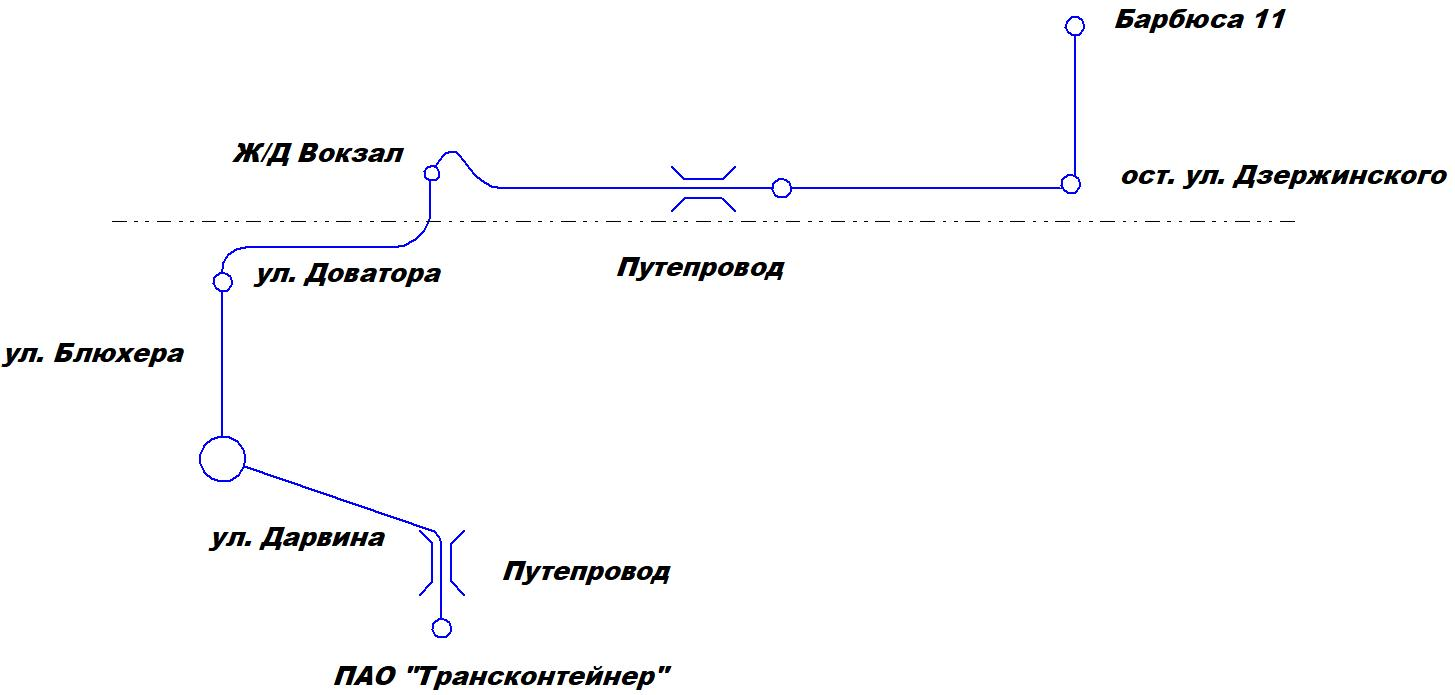 Барбюса 11
Ж/Д Вокзал
ост. ул. Дзержинского
Путепровод
ул. Доватора
ул. Блюхера
ул. Дарвина
Путепровод
ПАО "Трансконтейнер"